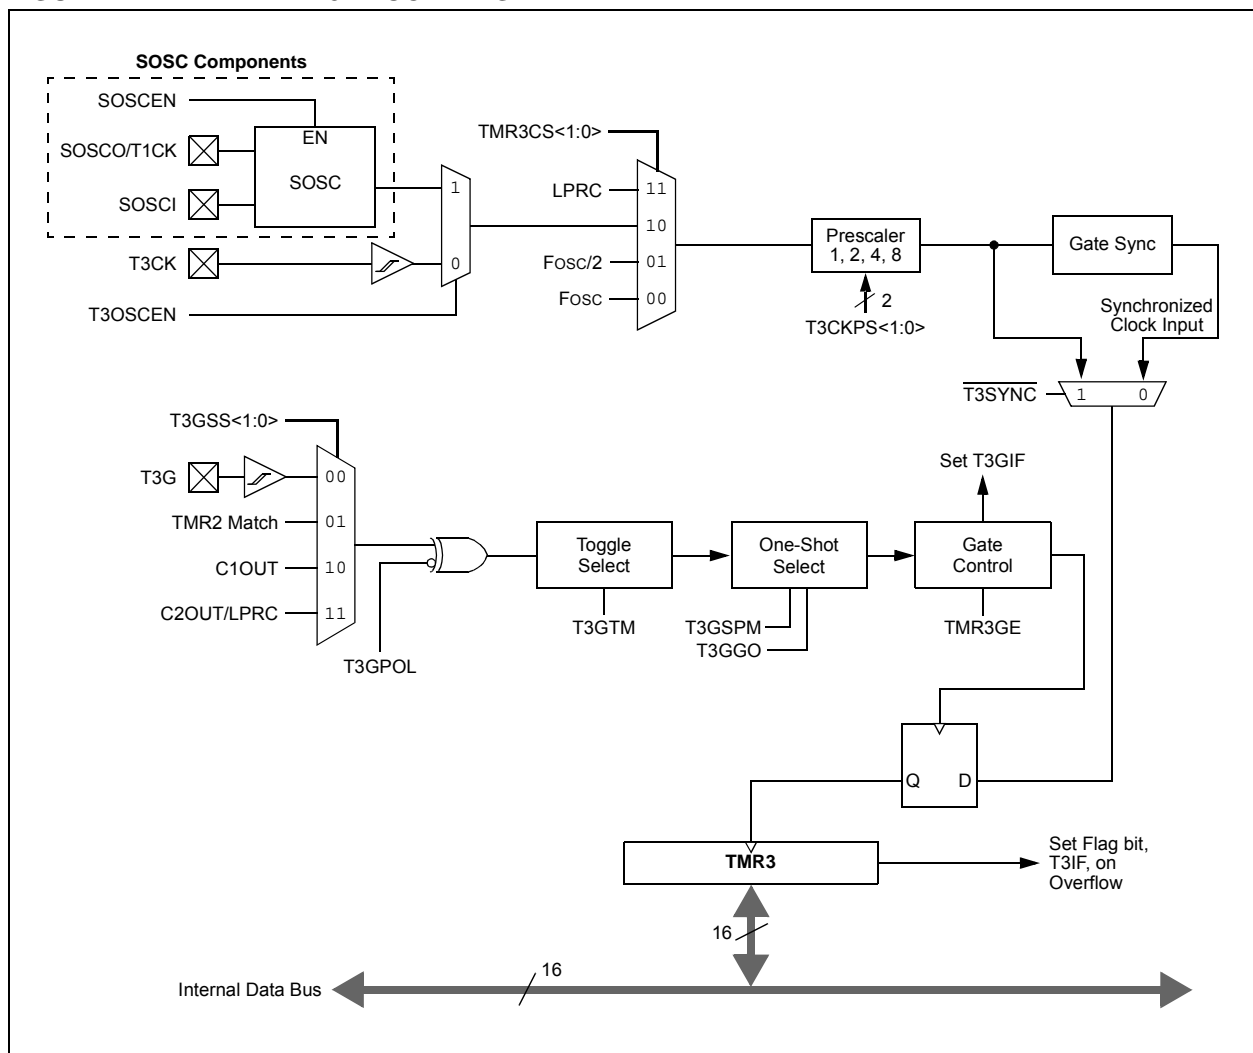 SOSC Components
SOSCEN
SOSCO/T1CK
EN
SOSC
SOSCI
T3CK
T3OSCEN
1
0
TMR3CS<1:0>
LPRC
11
10
FOSC/2
01
FOSC
00
Prescaler
1, 2, 4, 8
2
T3CKPS<1:0>
Gate Sync
Synchronized
Clock Input
T3SYNC
1
0
T3GSS<1:0>
T3G
00
TMR2 Match
01
C1OUT
10
C2OUT/LPRC
11
T3GPOL
Toggle
Select
T3GTM
One-Shot
Select
T3GSPM
T3GGO
Set T3GIF
Gate
Control
TMR3GE
Q
D
TMR3
Set Flag bit,
T3IF, on
Overflow
16
16
Internal Data Bus